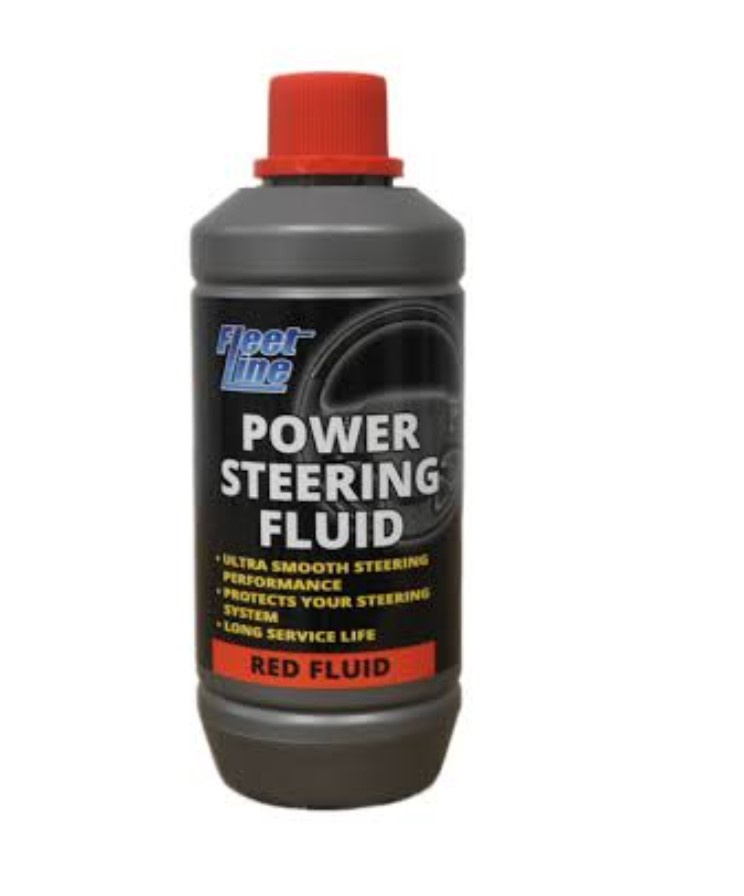 Fleet
Line
POWER
STEERING
FLUID
• ULTRA SMOOTH STEERING
PERFORMANCE
• PROTECTS YOUR STEERING
SYSTEM
• LONG SERVICE LIFE
RED FLUID